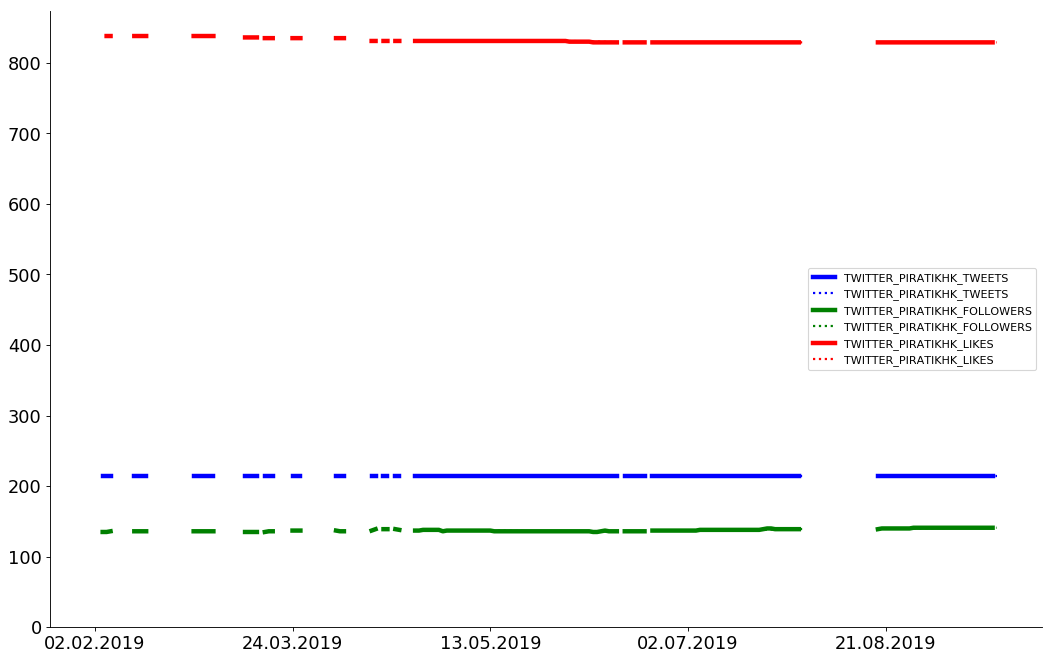 800
700
600
500
400
300
200
100
0
TWITTER_PIRATIKHK_TWEETS
TWITTER_PIRATIKHK_TWEETS
TWITTER_PIRATIKHK_FOLLOWERS
TWITTER_PIRATIKHK_FOLLOWERS
TWITTER_PIRATIKHK_LIKES
TWITTER_PIRATIKHK_LIKES
02.02.2019 24.03.2019 13.05.2019 02.07.2019 21.08.2019